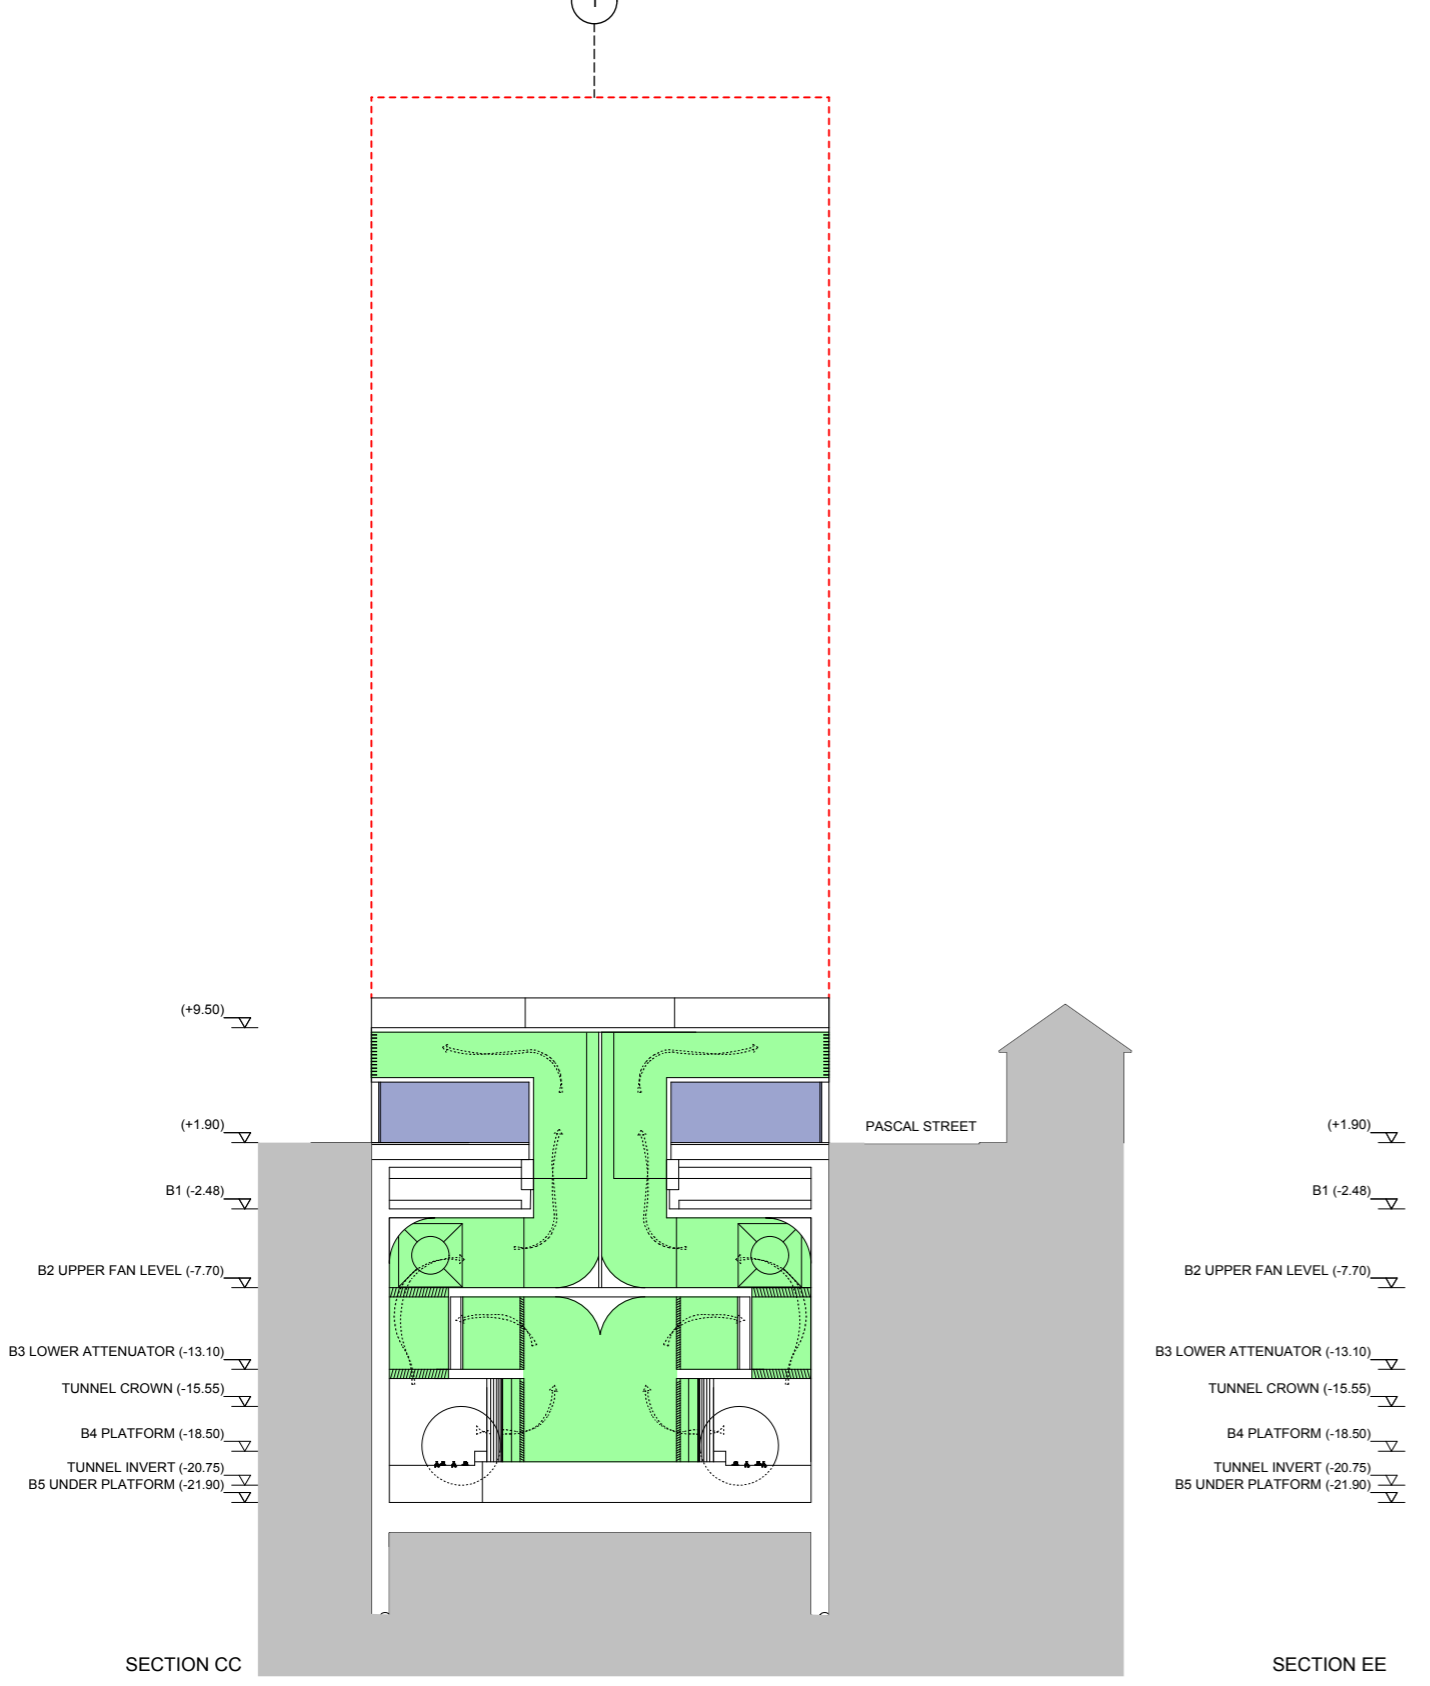 (+9.50)
(+1.90)
PASCAL STREET
(+1.90)
B1 (-2.48)
B1 (-2.48)
B2 UPPER FAN LEVEL (-7.70)
B2 UPPER FAN LEVEL (-7.70)
B3 LOWER ATTENUATOR (-13.10)
B3 LOWER ATTENUATOR (-13.10)
TUNNEL CROWN (-15.55)
TUNNEL CROWN (-15.55)
B4 PLATFORM (-18.50)
B4 PLATFORM (-18.50)
TUNNEL INVERT (-20.75)
TUNNEL INVERT (-20.75)
B5 UNDER PLATFORM (-21.90)
B5 UNDER PLATFORM (-21.90)
SECTION CC
SECTION EE